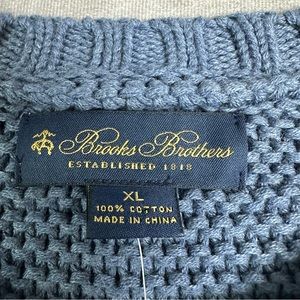 Brooks Brothers
ESTABLISHED 1818
XL
100% COTTON
MADE IN CHINA